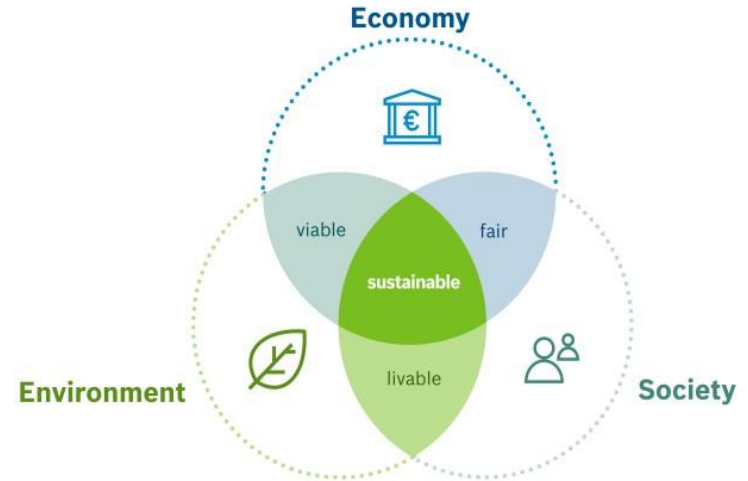 Economy
€
viable
fair
sustainable
livable
Environment
Society